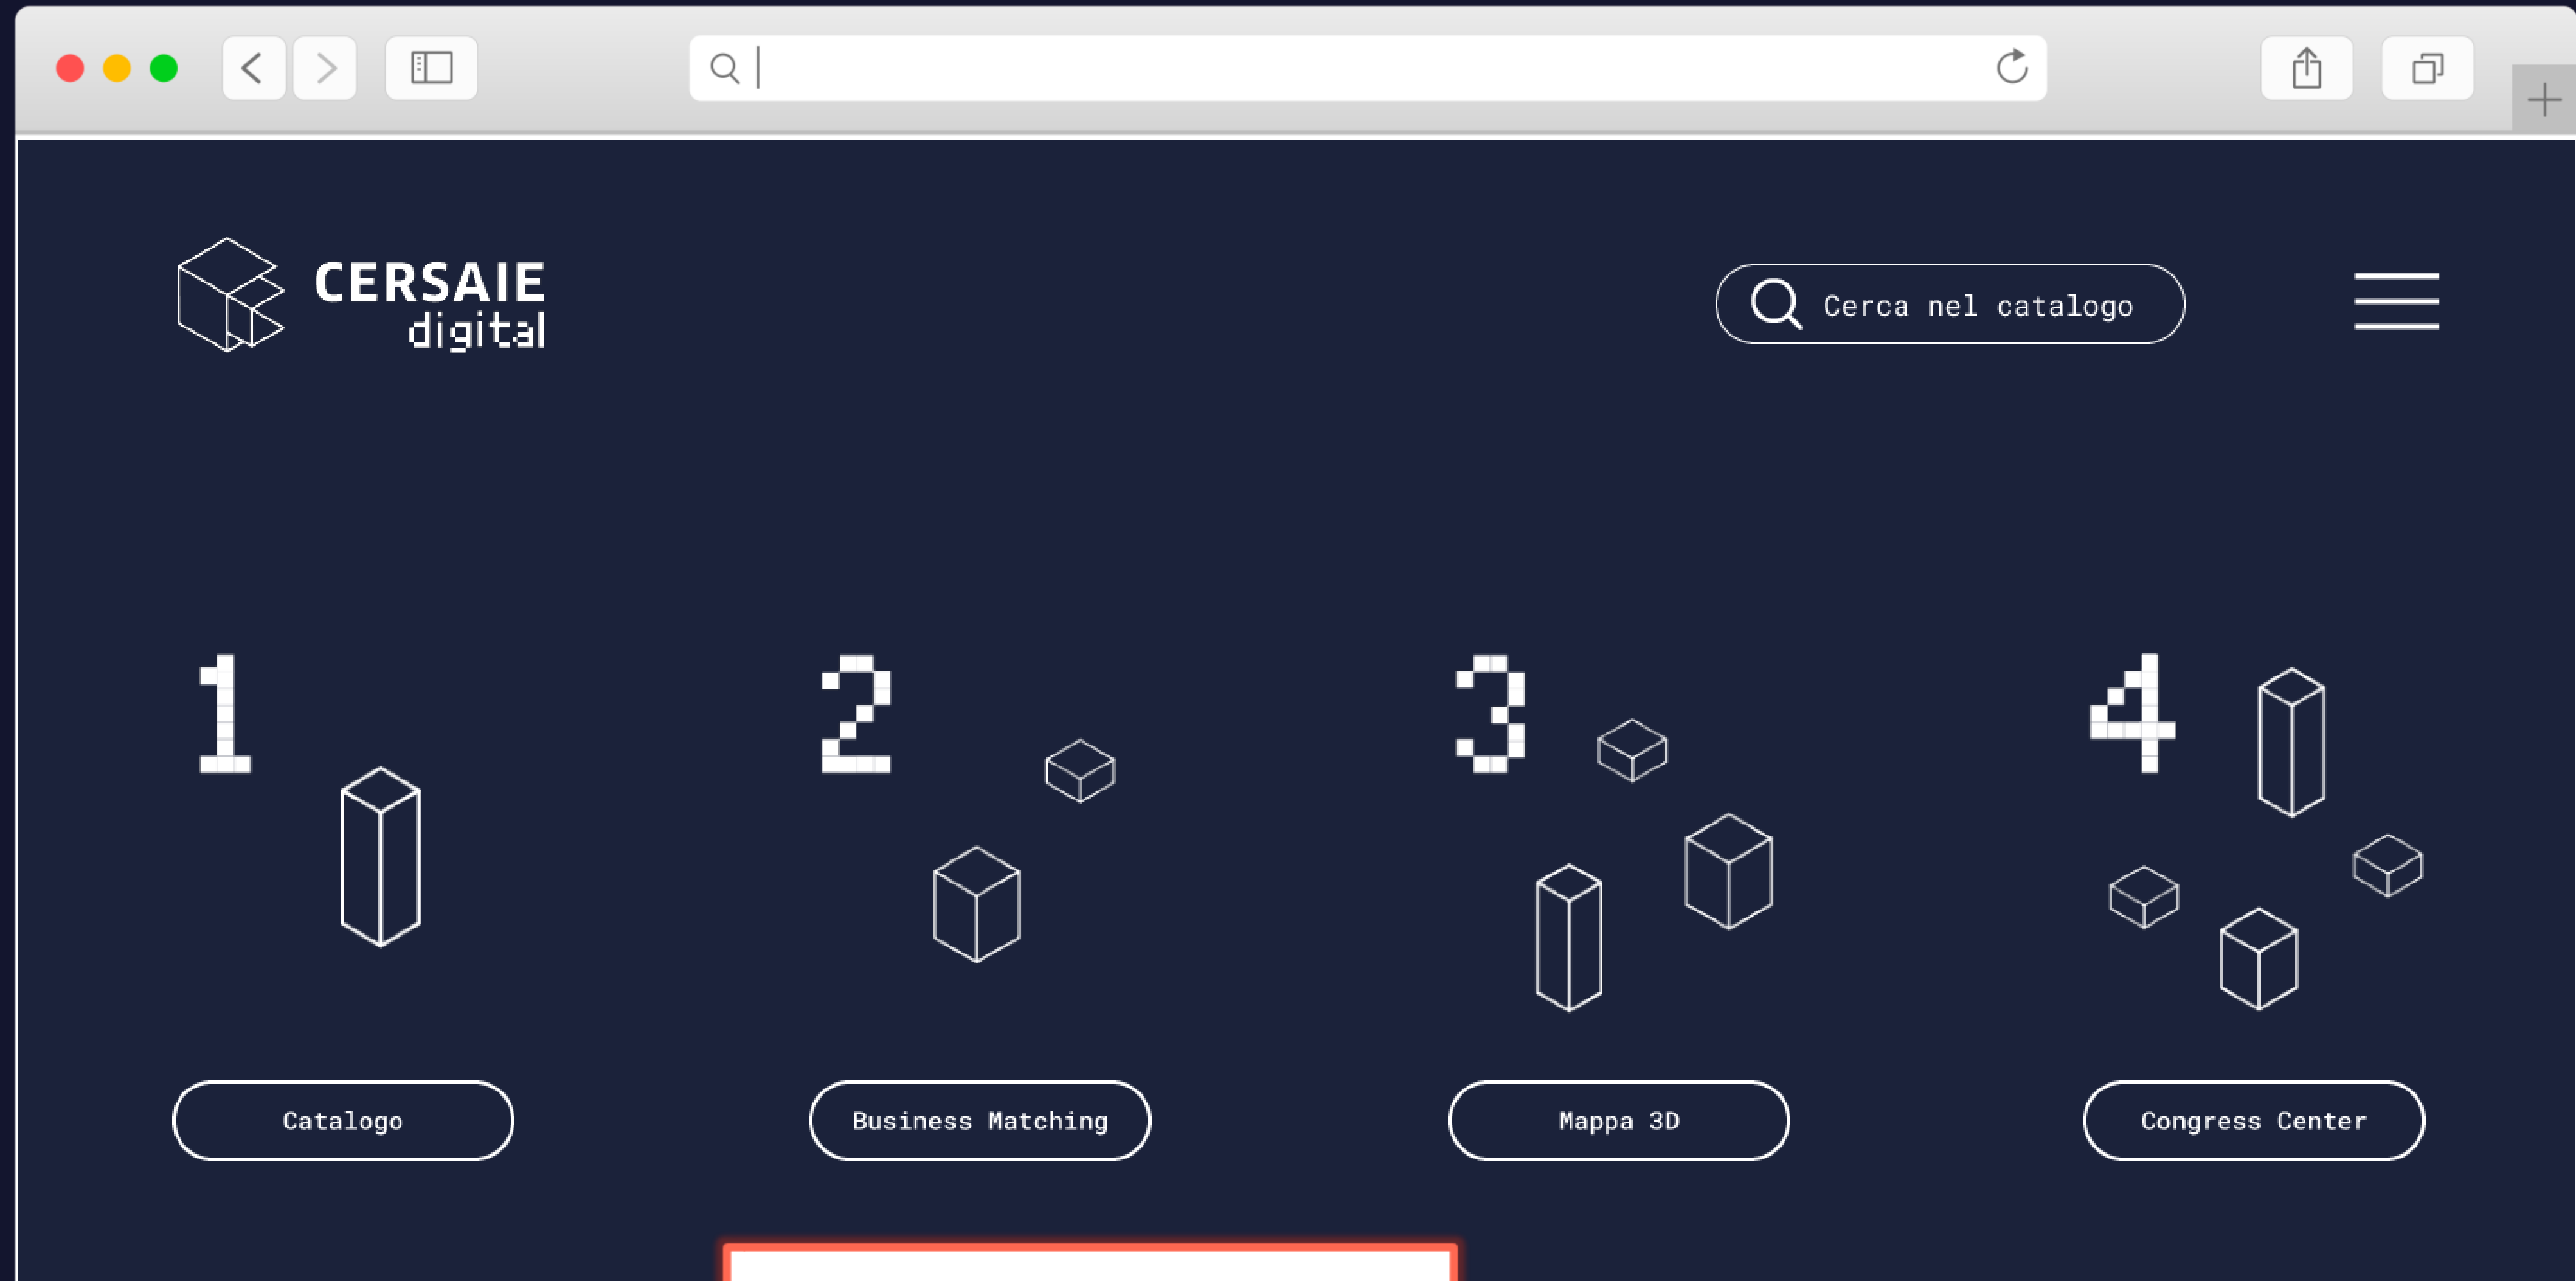 CERSAIE
digital
Cerca nel catalogo
1
2
3
4
Catalogo
Business Matching
Mappa 3D
Congress Center